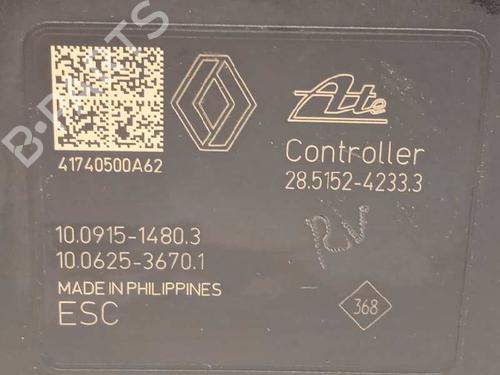 B-PARTS
Ate
41740500A62
Controller
28.5152-4233.3
10.0915-1480.3
10.0625-3670.1
MADE IN PHILIPPINES
ESC
368